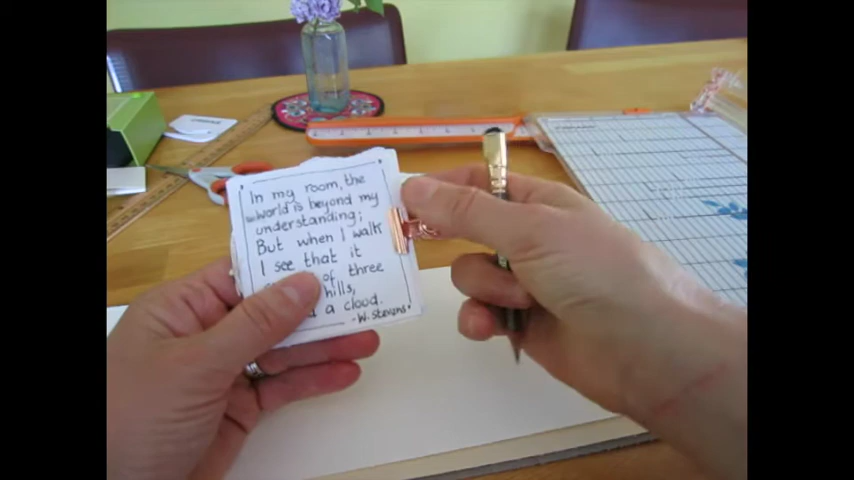 In my room, the
world is beyond my
understanding;
But when I walk
I see that it
of three
hills,
a cloud.
-W. Stevens